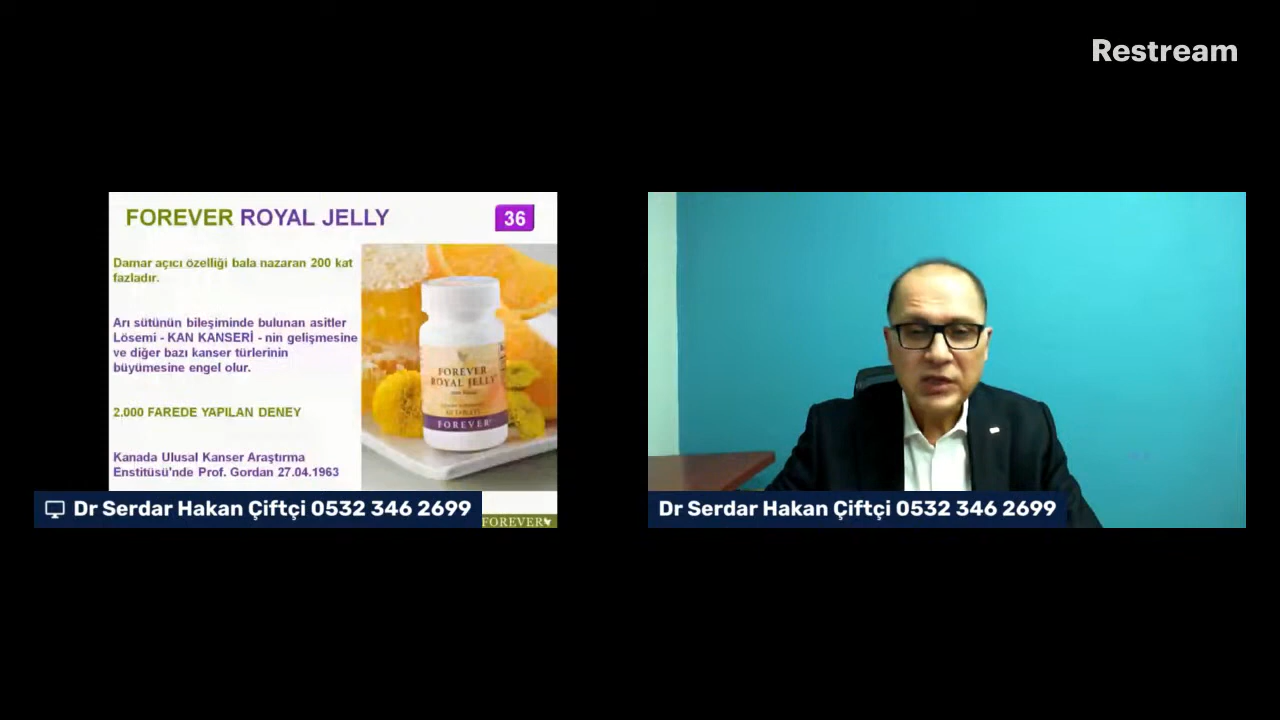 Restream
FOREVER ROYAL JELLY
36
Damar açıcı özelliği bala nazaran 200 kat
fazladır.
Arı sütünün bileşiminde bulunan asitler
Lösemi - KAN KANSERİ - nin gelişmesine
ve diğer bazı kanser türlerinin
büyümesine engel olur.
2.000 FAREDE YAPILAN DENEY
Kanada Ulusal Kanser Araştırma
Enstitüsü'nde Prof. Gordan 27.04.1963
FOREVER
ROYAL JELLY
FOREVER
Dr Serdar Hakan Çiftçi 0532 346 2699
FOREVER
Dr Serdar Hakan Çiftçi 0532 346 2699